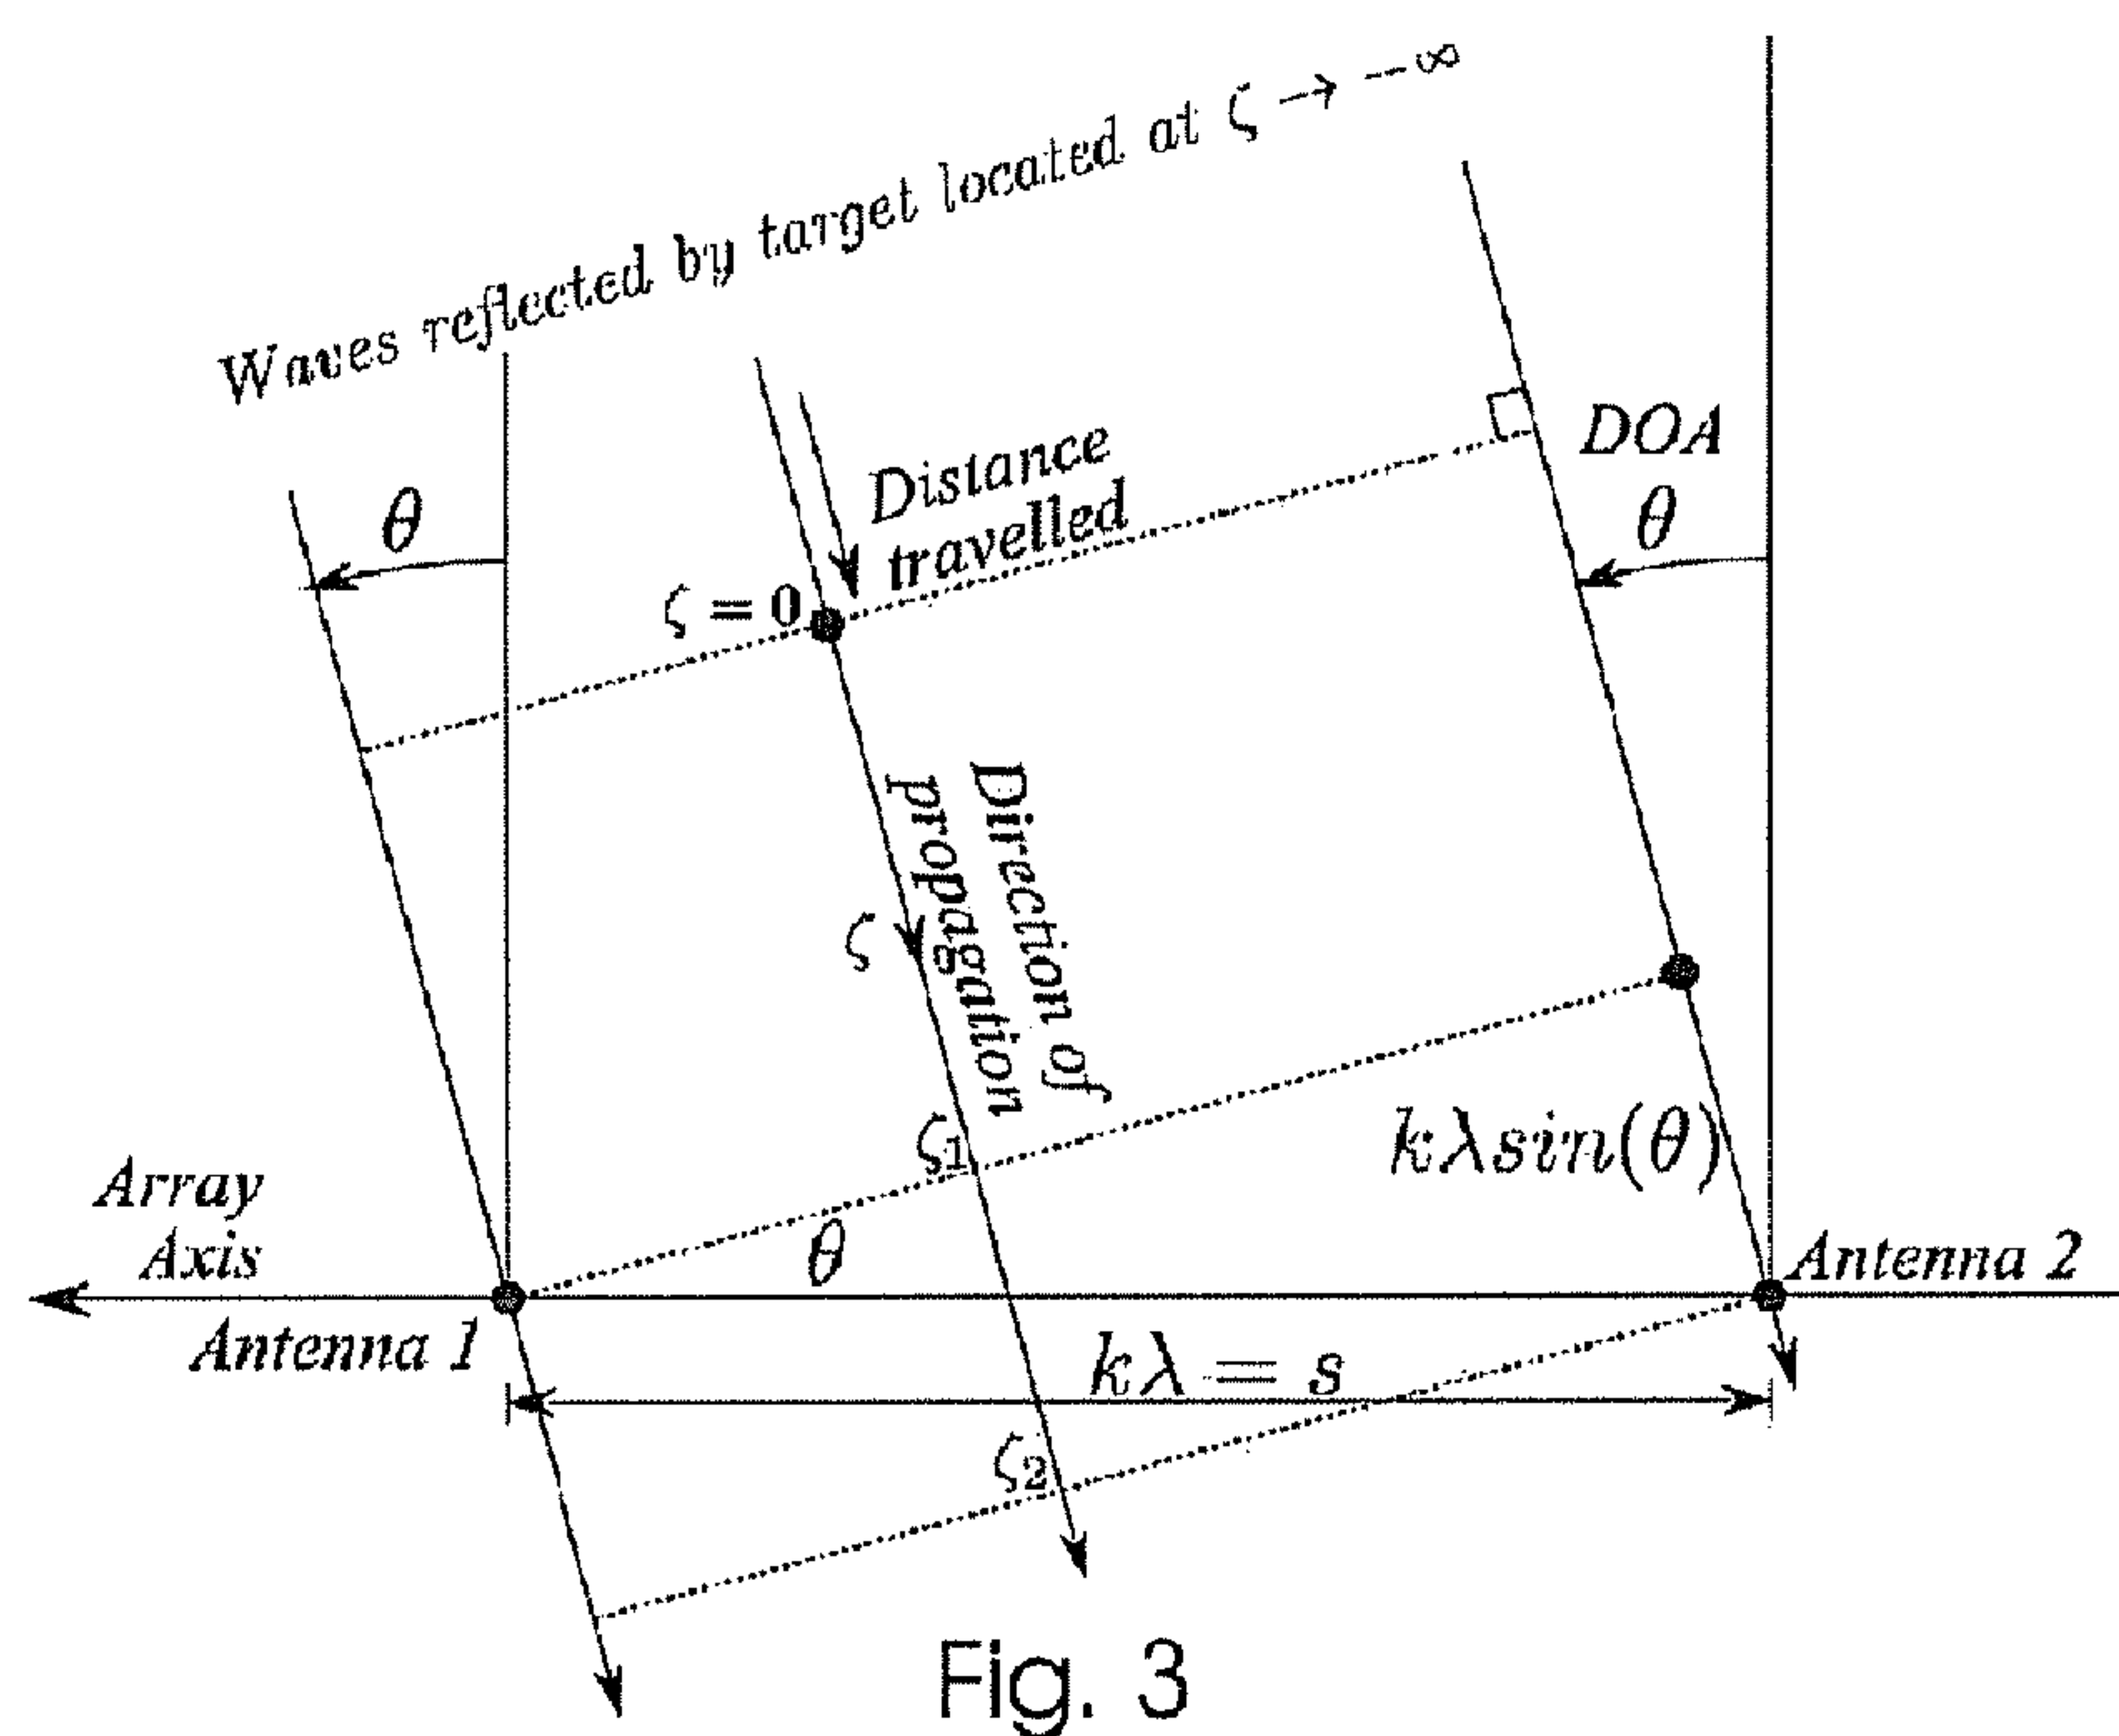 Waves reflected by target located at ζ → −∞
DOA
θ
θ
Distance
travelled
ζ = 0
Direction of
propagation
ζ
ζ1
kλsin(θ)
Array
Axis
θ
Antenna 2
Antenna 1
kλ = s
ζ2
Fig. 3